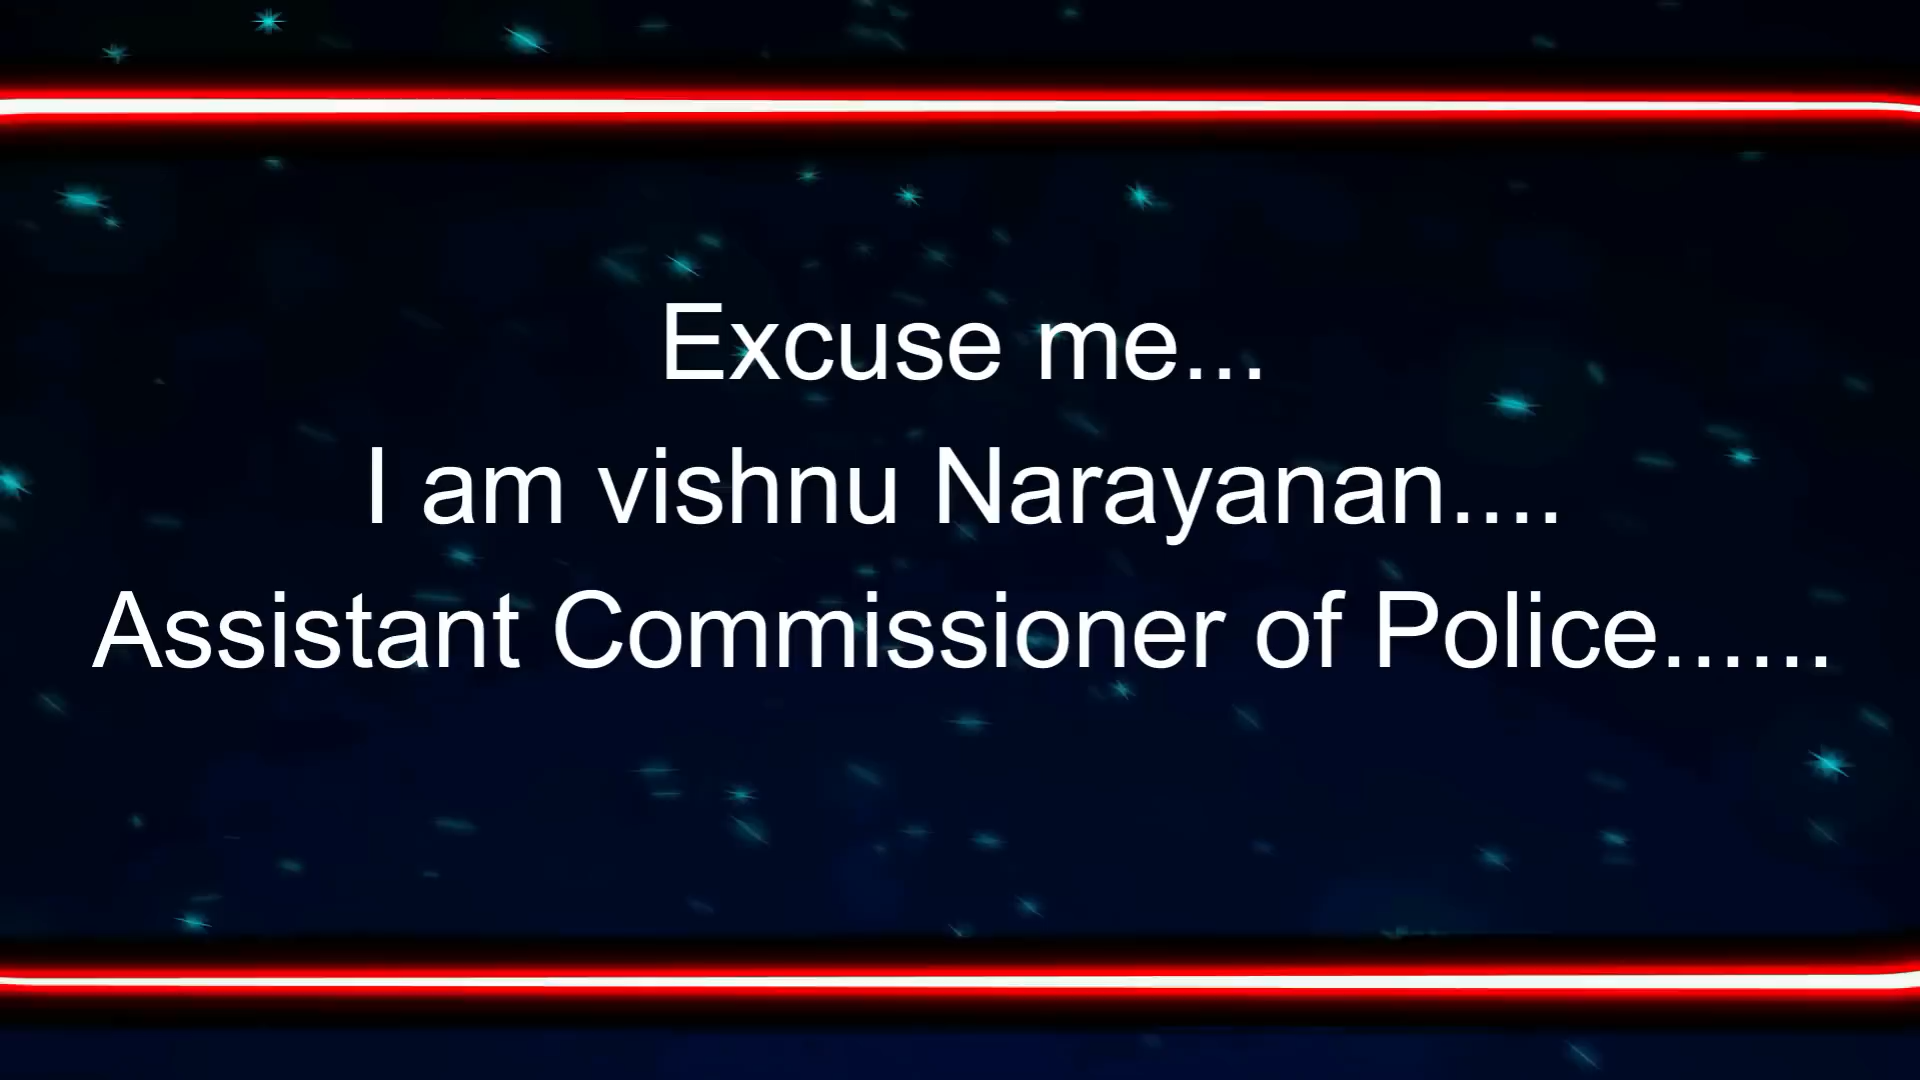 Excuse me...
I am vishnu Narayanan....
Assistant Commissioner of Police......